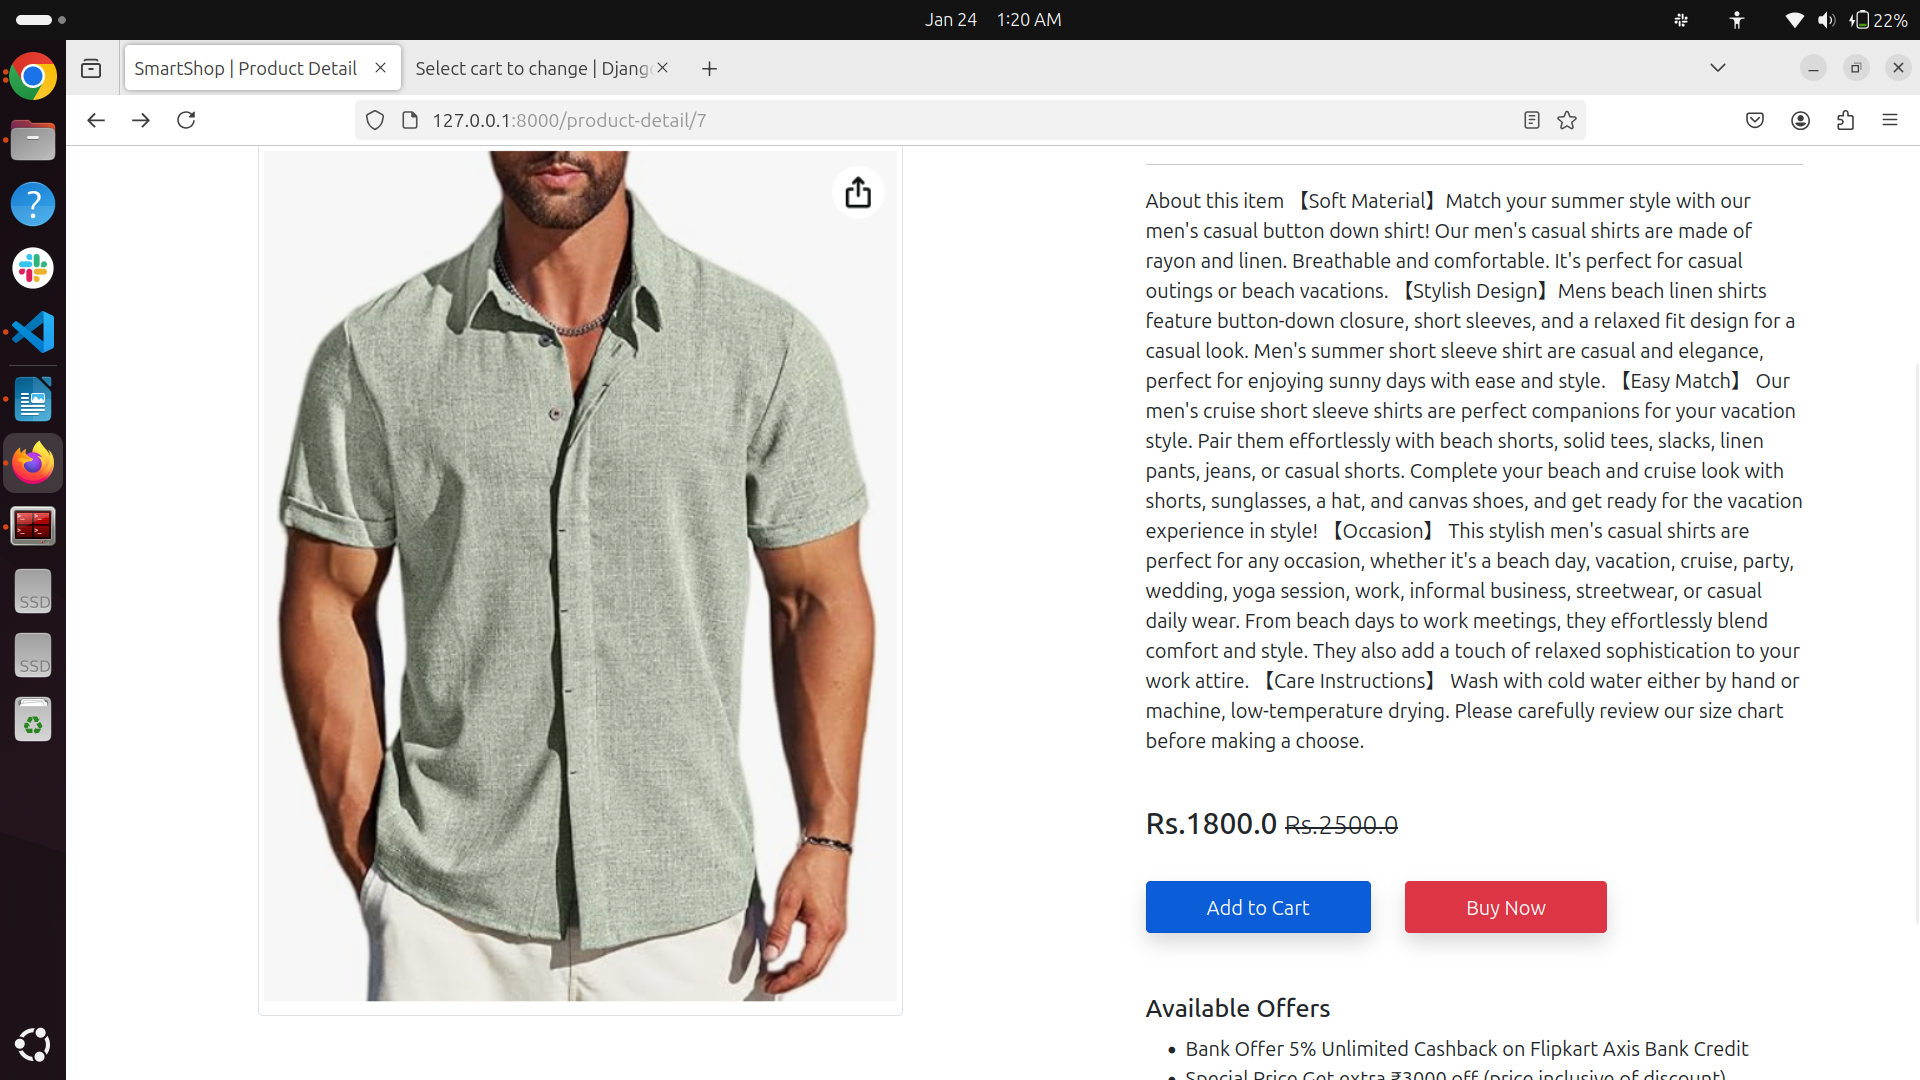 Jan 24 1:20 AM
22%
SmartShop | Product Detail
Select cart to change | Djang
127.0.0.1:8000/product-detail/7
SSD
SSD
About this item 【Soft Material】Match your summer style with our
men's casual button down shirt! Our men's casual shirts are made of
rayon and linen. Breathable and comfortable. It's perfect for casual
outings or beach vacations. 【Stylish Design】Mens beach linen shirts
feature button-down closure, short sleeves, and a relaxed fit design for a
casual look. Men's summer short sleeve shirt are casual and elegance,
perfect for enjoying sunny days with ease and style. 【Easy Match】 Our
men's cruise short sleeve shirts are perfect companions for your vacation
style. Pair them effortlessly with beach shorts, solid tees, slacks, linen
pants, jeans, or casual shorts. Complete your beach and cruise look with
shorts, sunglasses, a hat, and canvas shoes, and get ready for the vacation
experience in style! 【Occasion】 This stylish men's casual shirts are
perfect for any occasion, whether it's a beach day, vacation, cruise, party,
wedding, yoga session, work, informal business, streetwear, or casual
daily wear. From beach days to work meetings, they effortlessly blend
comfort and style. They also add a touch of relaxed sophistication to your
work attire. 【Care Instructions】 Wash with cold water either by hand or
machine, low-temperature drying. Please carefully review our size chart
before making a choose.
Rs.1800.0 Rs.2500.0
Add to Cart
Buy Now
Available Offers
Bank Offer 5% Unlimited Cashback on Flipkart Axis Bank Credit
Special Price Get extra ₹3000 off (price inclusive of discount)